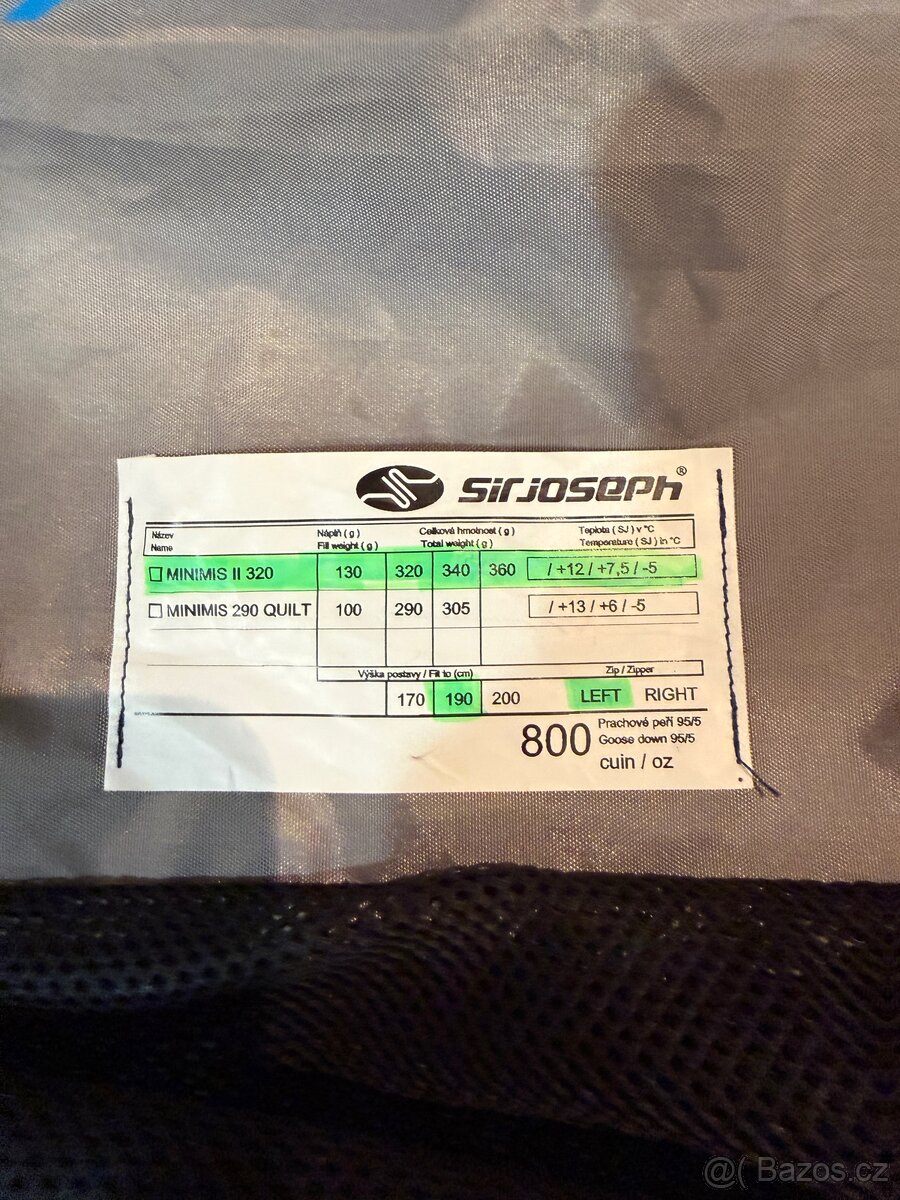 SIRJOSEPH®
Název Náplň ( g ) Celková hmotnost ( g ) Teplota ( SJ ) v °C
Name Fill weight ( g ) Total weight ( g ) Temperature ( SJ ) in °C
MINIMIS II 320 130 320 340 360 / +12 / +7,5 / -5
MINIMIS 290 QUILT 100 290 305 / +13 / +6 / -5
Výška postavy / Fit to (cm) Zip / Zipper
170 190 200 LEFT RIGHT
800 Prachové peří 95/5
Goose down 95/5
cuin / oz
@( Bazos.cz